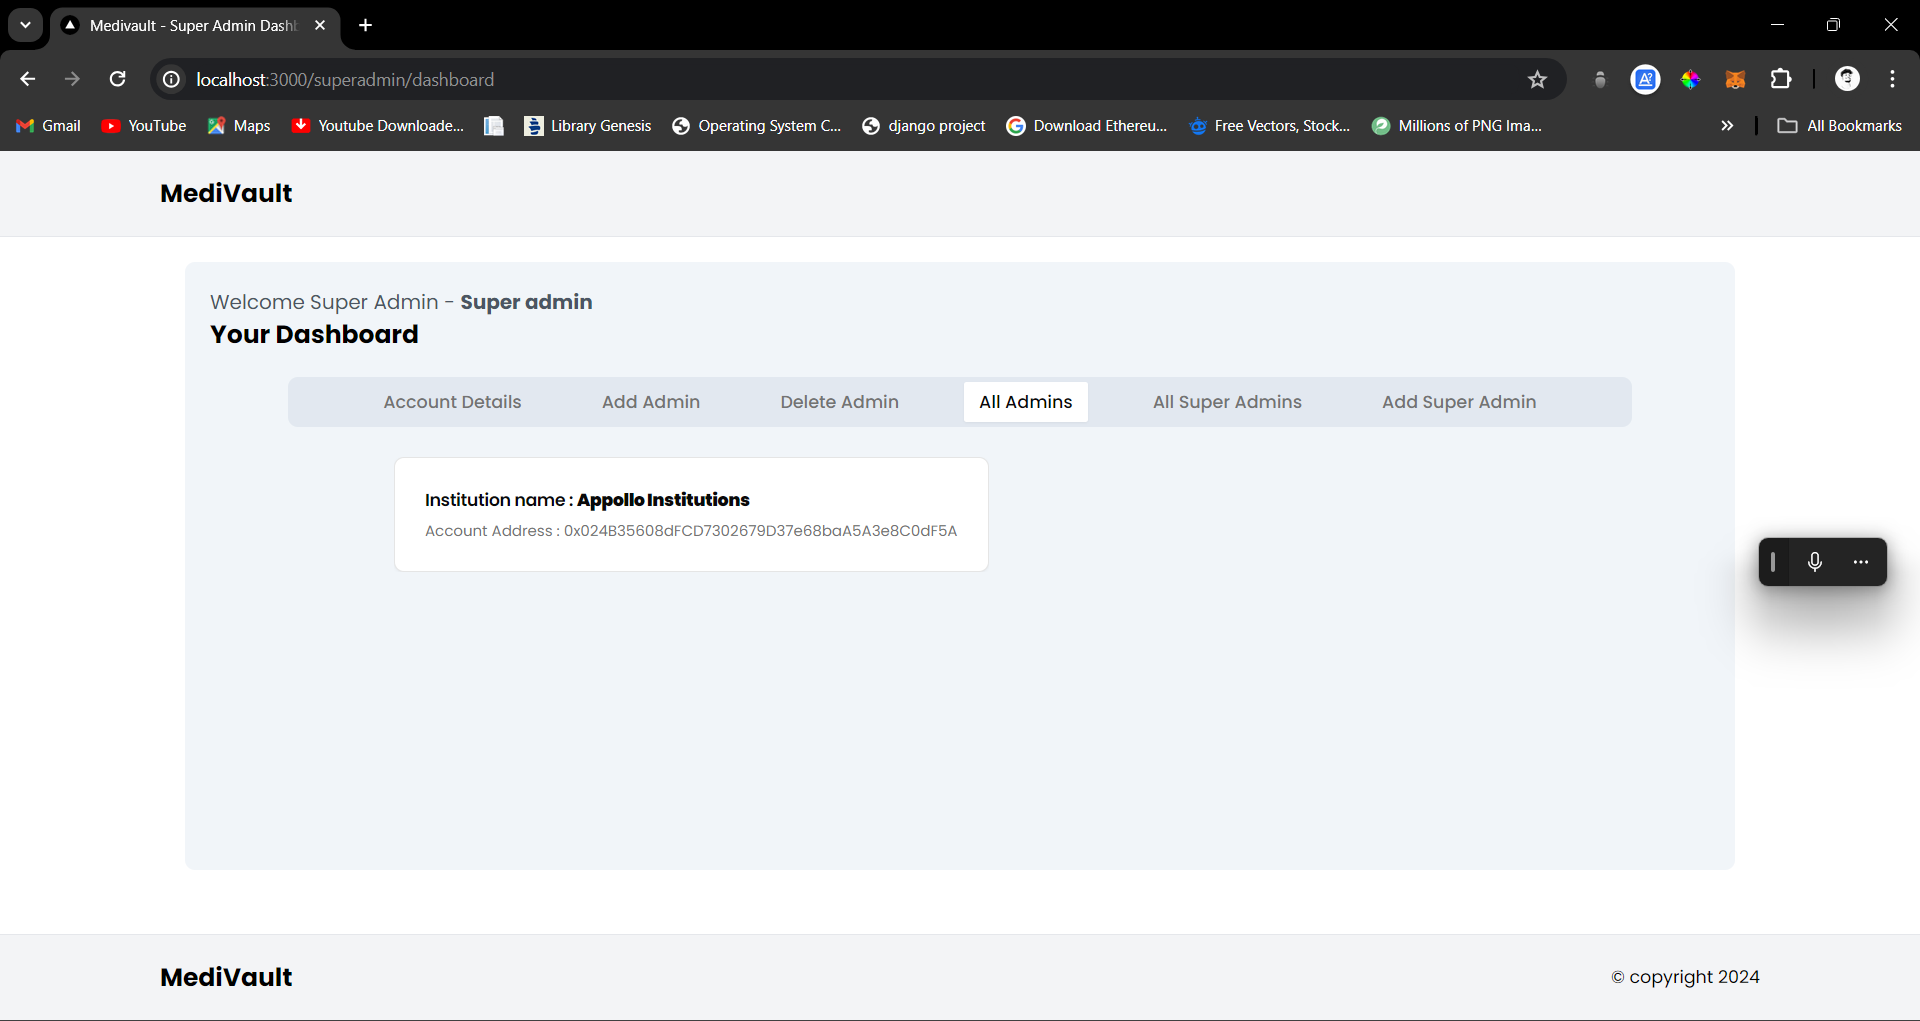 Medivault - Super Admin Dashb
localhost:3000/superadmin/dashboard
Gmail YouTube Maps Youtube Downloade... Library Genesis Operating System C... django project Download Ethereu... Free Vectors, Stock... Millions of PNG Ima... All Bookmarks
MediVault
Welcome Super Admin - Super admin
Your Dashboard
Account Details Add Admin Delete Admin All Admins All Super Admins Add Super Admin
Institution name : Appollo Institutions
Account Address : 0x024B35608dFCD7302679D37e68baA5A3e8C0dF5A
MediVault
© copyright 2024